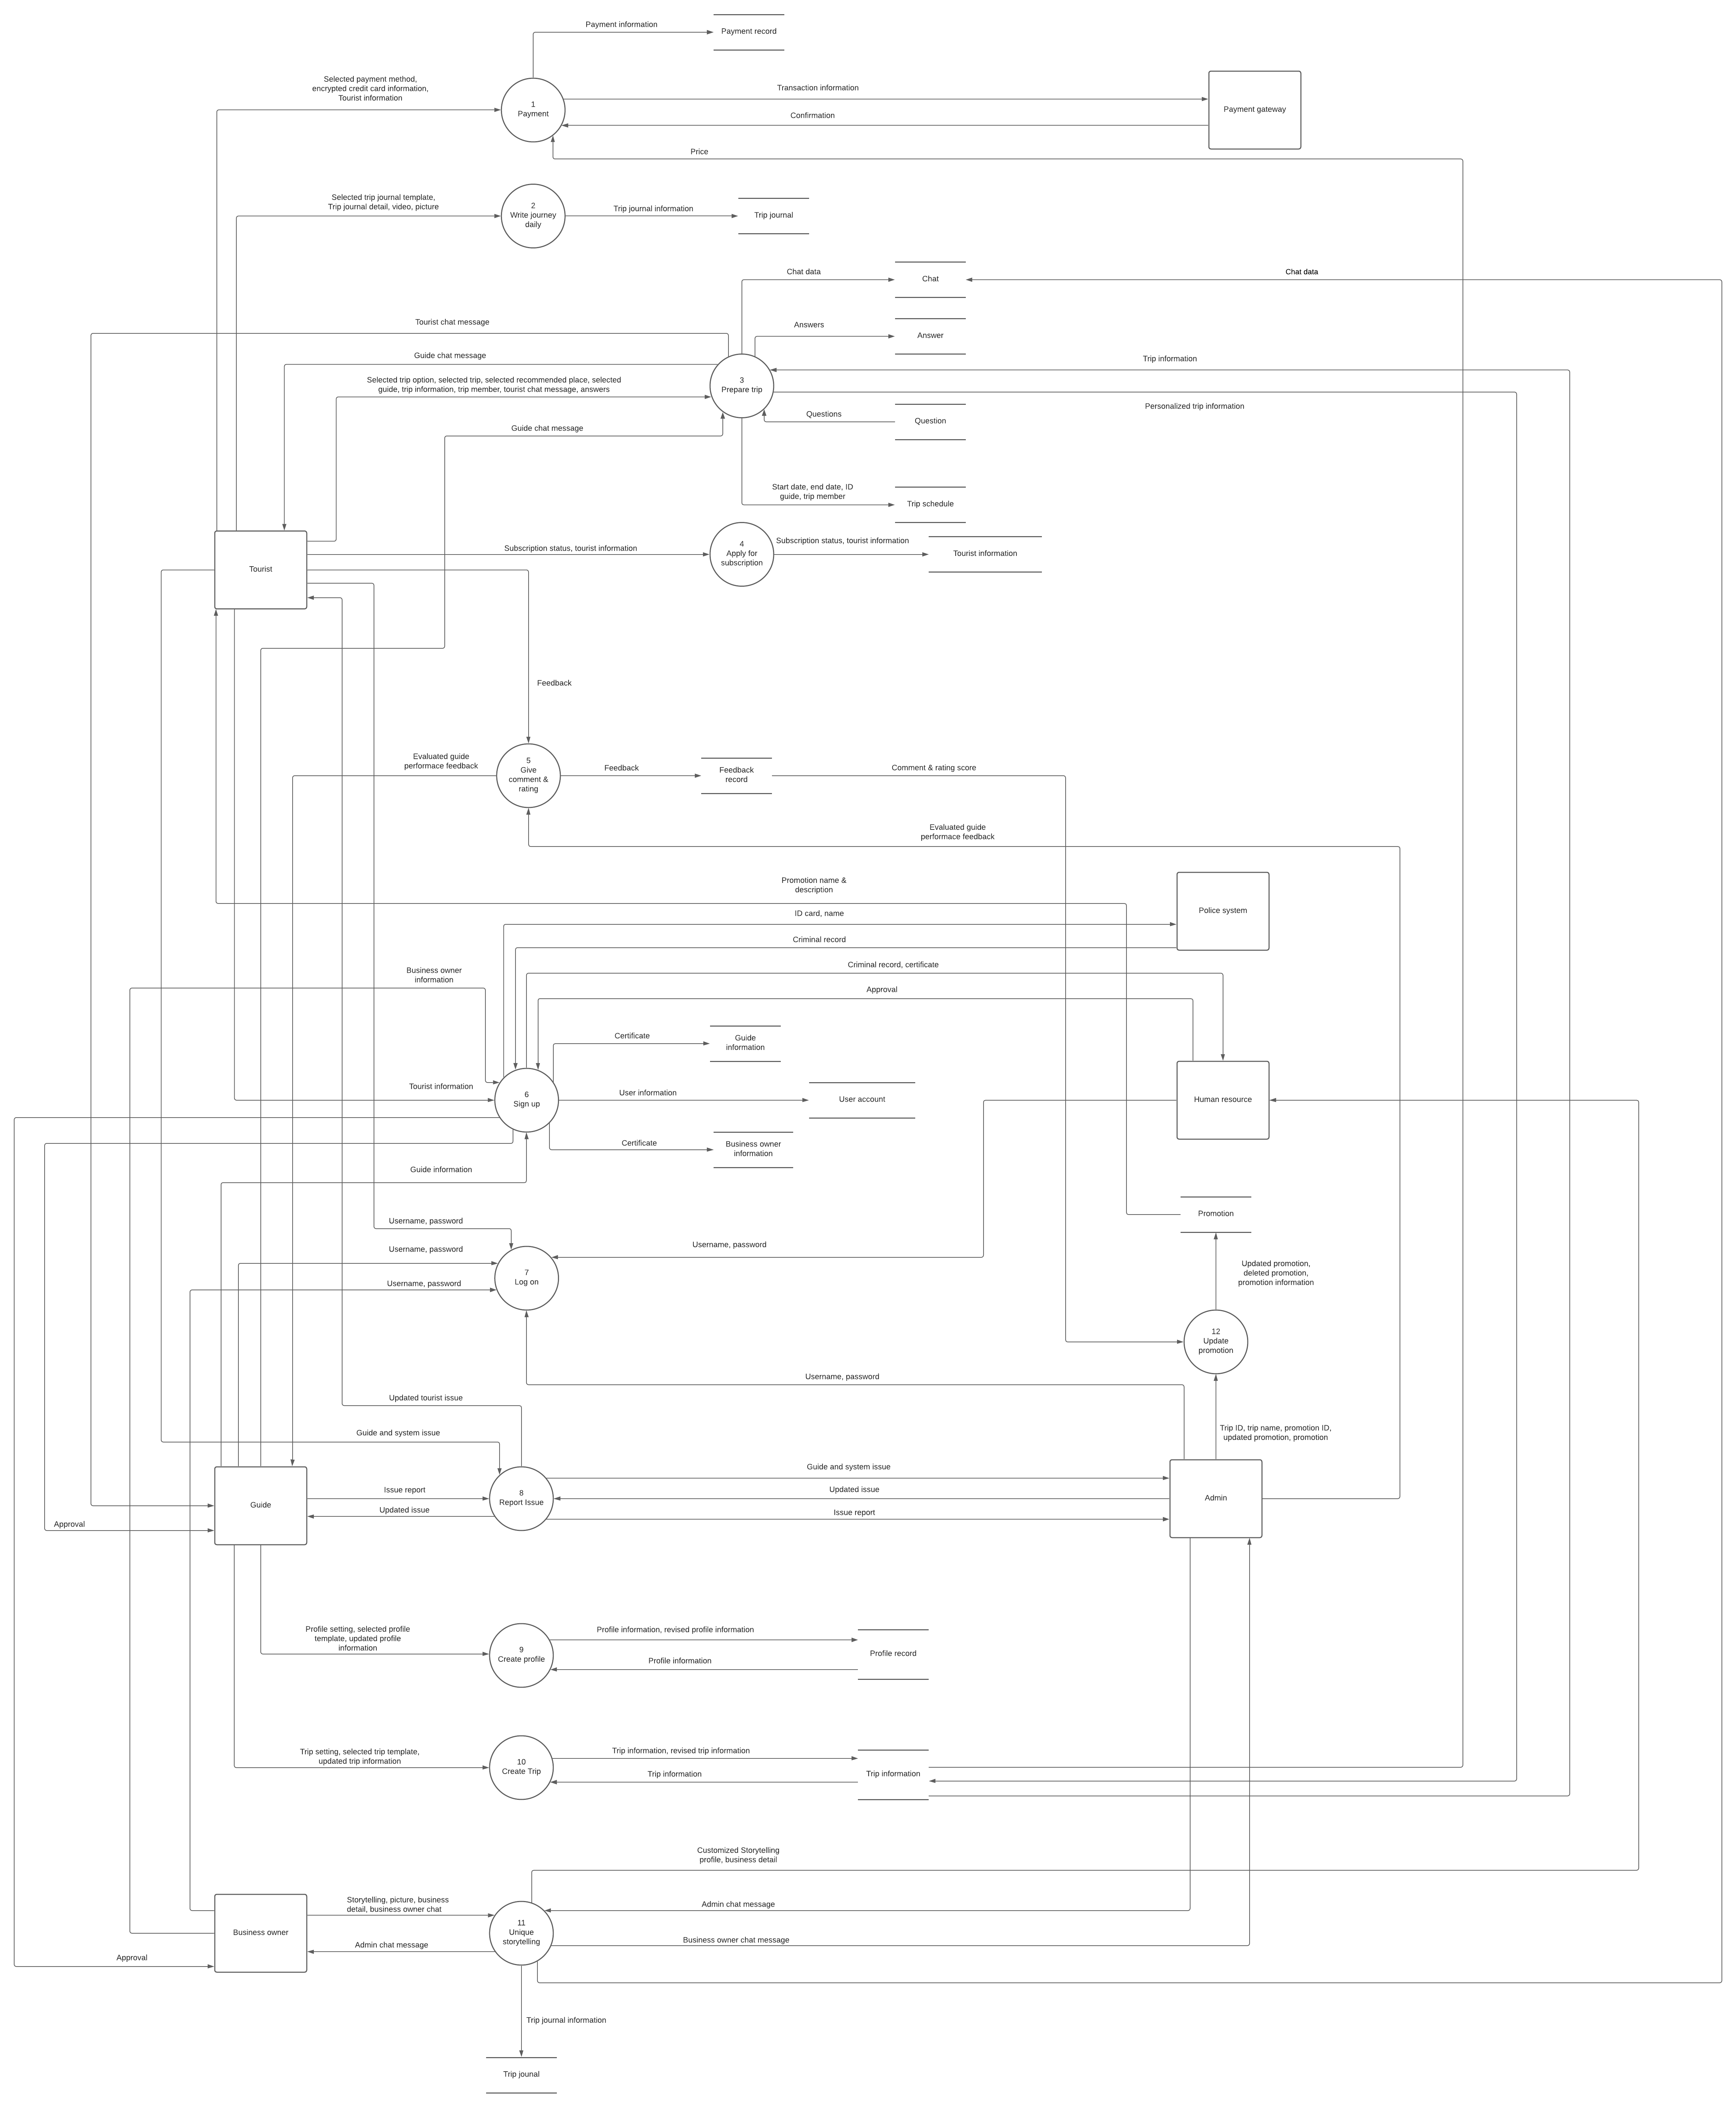 Payment information
Payment record
Selected payment method,
encrypted credit card information,
Tourist information
1
Payment
Transaction information
Confirmation
Payment gateway
Price
Selected trip journal template,
Trip journal detail, video, picture
2
Write journey
daily
Trip journal information
Trip journal
Chat data
Chat
Chat data
Tourist chat message
Answers
Answer
Guide chat message
Trip information
Selected trip option, selected trip, selected recommended place, selected
guide, trip information, trip member, tourist chat message, answers
3
Prepare trip
Personalized trip information
Guide chat message
Questions
Question
Start date, end date, ID
guide, trip member
Trip schedule
Tourist
Subscription status, tourist information
4
Apply for
subscription
Subscription status, tourist information
Tourist information
Feedback
Evaluated guide
performace feedback
5
Give
comment &
rating
Feedback
Feedback
record
Comment & rating score
Evaluated guide
performace feedback
Promotion name &
description
ID card, name
Police system
Criminal record
Business owner
information
Criminal record, certificate
Approval
Certificate
Guide
information
Tourist information
6
Sign up
User information
User account
Human resource
Certificate
Business owner
information
Guide information
Promotion
Username, password
Username, password
Username, password
Username, password
7
Log on
Updated promotion,
deleted promotion,
promotion information
12
Update
promotion
Username, password
Updated tourist issue
Guide and system issue
Trip ID, trip name, promotion ID,
updated promotion, promotion
Guide
Issue report
Updated issue
8
Report Issue
Guide and system issue
Updated issue
Issue report
Admin
Approval
Profile setting, selected profile
template, updated profile
information
9
Create profile
Profile information, revised profile information
Profile information
Profile record
Trip setting, selected trip template,
updated trip information
10
Create Trip
Trip information, revised trip information
Trip information
Trip information
Customized Storytelling
profile, business detail
Business owner
Storytelling, picture, business
detail, business owner chat
Admin chat message
11
Unique
storytelling
Admin chat message
Business owner chat message
Approval
Trip journal information
Trip jounal